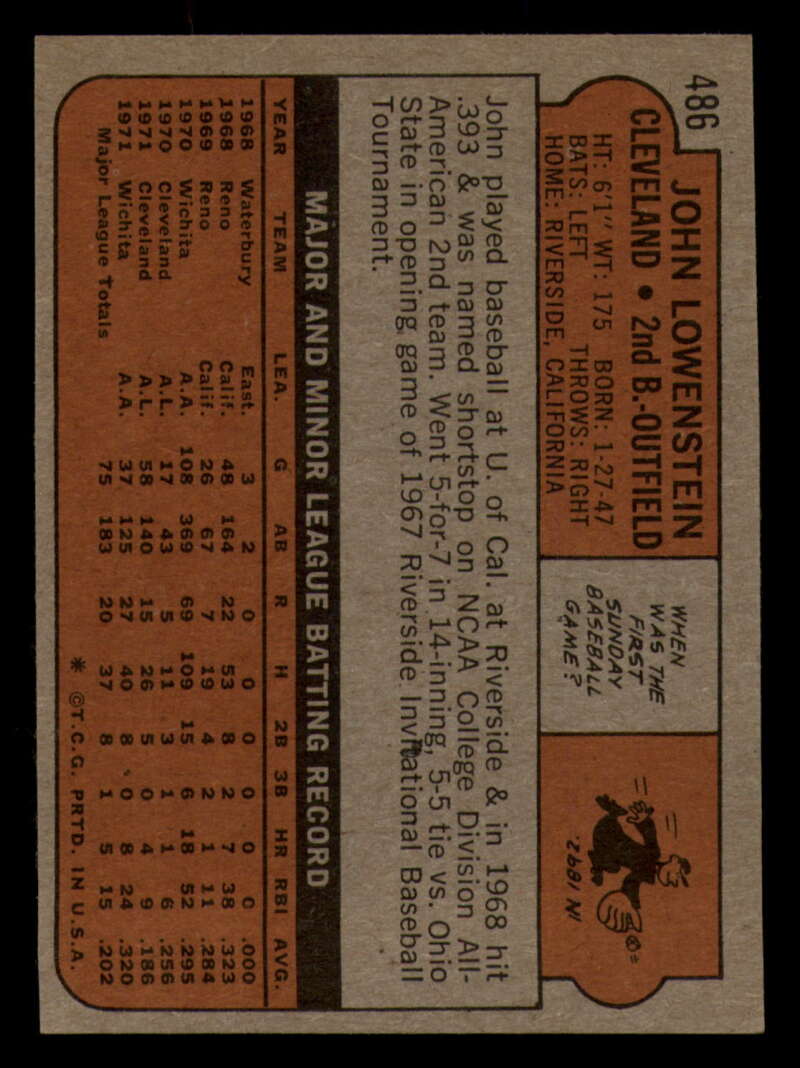 486
JOHN LOWENSTEIN
CLEVELAND • 2nd B.-OUTFIELD
HT: 6'1" WT: 175 BORN: 1-27-47
BATS: LEFT THROWS: RIGHT
HOME: RIVERSIDE, CALIFORNIA
WHEN
WAS THE
FIRST
SUNDAY
BASEBALL
GAME?
IN 1892.
John played baseball at U. of Cal. at Riverside & in 1968 hit
.393 & was named shortstop on NCAA College Division All-
American 2nd team. Went 5-for-7 in 14-inning, 5-5 tie vs. Ohio
State in opening game of 1967 Riverside Invitational Baseball
Tournament.
MAJOR AND MINOR LEAGUE BATTING RECORD
YEAR TEAM LEA. G AB R H 2B 3B HR RBI AVG.
1968 Waterbury East. 3 2 0 0 0 0 0 0 .000
1968 Reno Calif. 48 164 22 53 8 2 7 38 .323
1969 Reno Calif. 26 67 7 19 4 2 1 11 .284
1970 Wichita A.A. 108 369 69 109 15 6 18 52 .295
1970 Cleveland A.L. 17 43 5 11 3 1 1 6 .256
1971 Cleveland A.L. 58 140 15 26 5 0 4 9 .186
1971 Wichita A.A. 37 125 27 40 8 0 8 24 .320
Major League Totals 75 183 20 37 8 1 5 15 .202
* ©T.C.G. PRTD. IN U.S.A.